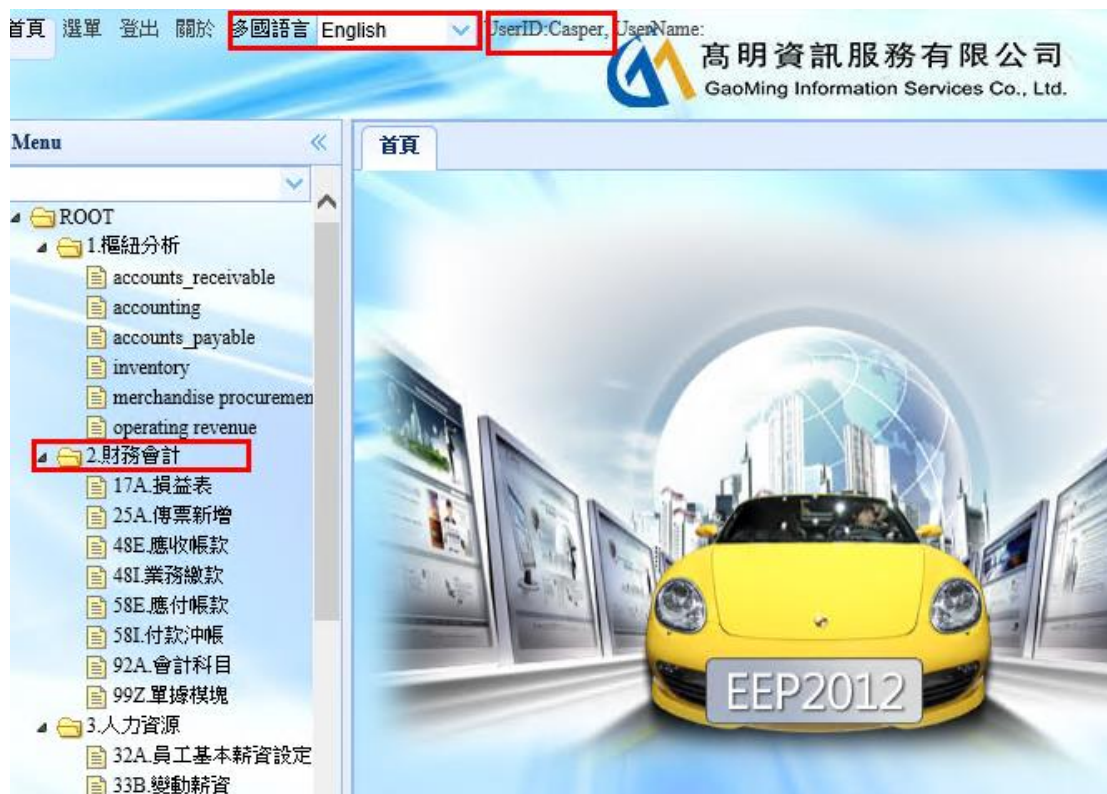 首頁 選單 登出 關於 多國語言 English UserID:Casper, UserName:
髙明資訊服務有限公司
GaoMing Information Services Co., Ltd.
Menu
首頁
ROOT
1.樞紐分析
accounts_receivable
accounting
accounts_payable
inventory
merchandise procuremen
operating revenue
2.財務會計
17A.損益表
25A.傳票新增
48E.應收帳款
48I.業務繳款
58E.應付帳款
58I.付款沖帳
92A.會計科目
99Z.單據模塊
3.人力資源
32A.員工基本薪資設定
33B.變動薪資
EEP2012